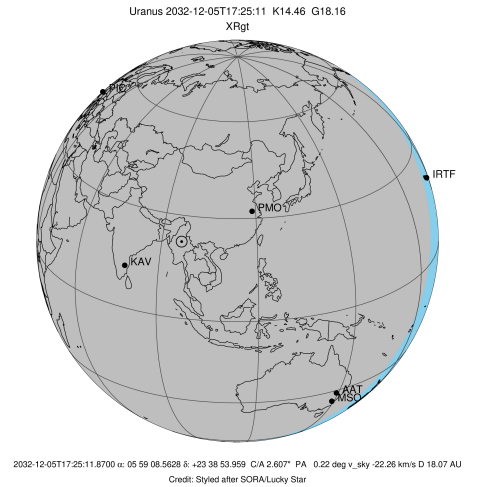 Uranus 2032-12-05T17:25:11 K14.46 G18.16
XRgt
PIC
IRTF
PMO
KAV
AAT
MSO
2032-12-05T17:25:11.8700 α: 05 59 08.5628 δ: +23 38 53.959 C/A 2.607" PA 0.22 deg v_sky -22.26 km/s D 18.07 AU
Credit: Styled after SORA/Lucky Star